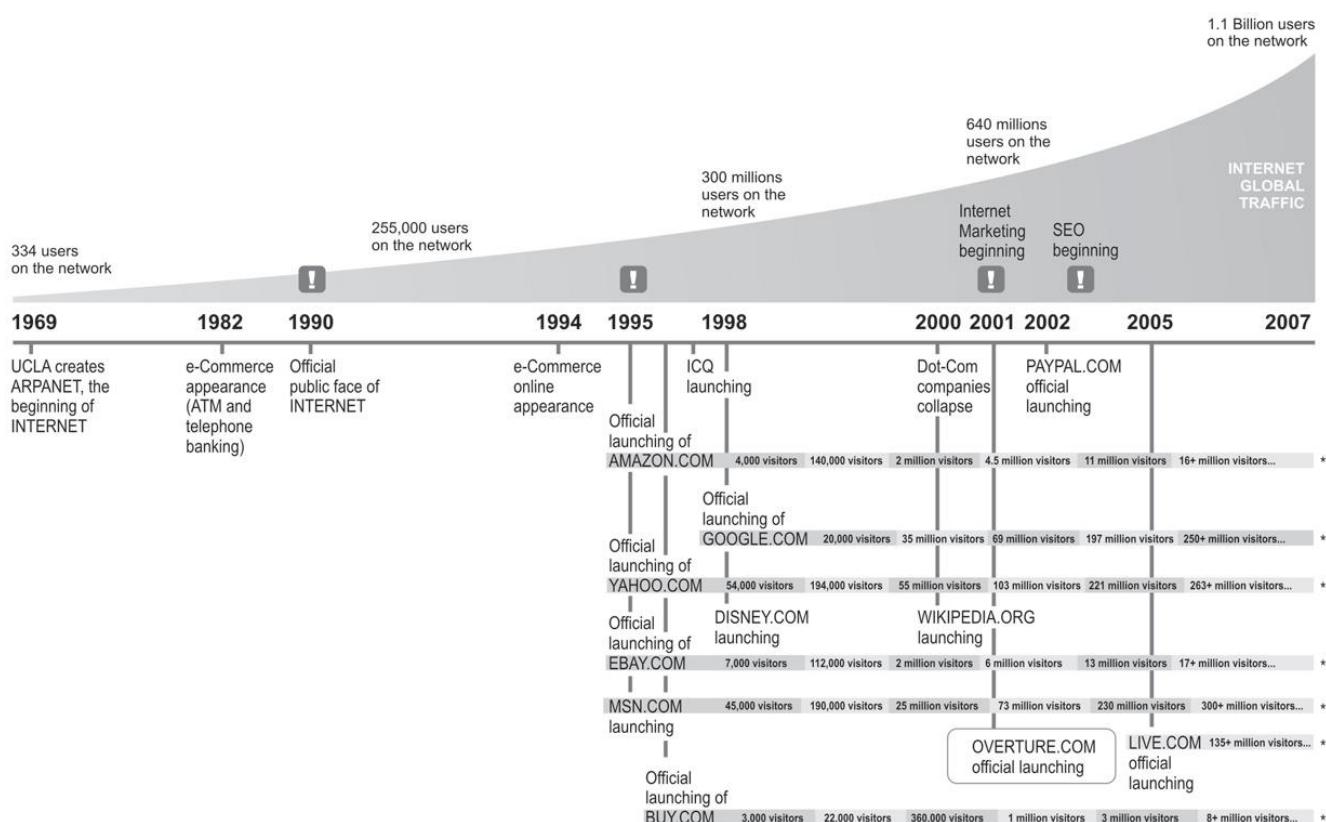 1.1 Billion users
on the network
640 millions
users on the
network
300 millions
users on the
network
INTERNET
GLOBAL
TRAFFIC
255,000 users
on the network
334 users
on the network
Internet
Marketing
beginning
SEO
beginning
!
!
!
!
1969 1982 1990 1994 1995 1998 2000 2001 2002 2005 2007
UCLA creates
ARPANET, the
beginning of
INTERNET
e-Commerce
appearance
(ATM and
telephone
banking)
Official
public face of
INTERNET
e-Commerce
online
appearance
ICQ
launching
Dot-Com
companies
collapse
PAYPAL.COM
official
launching
Official
launching of
AMAZON.COM 4,000 visitors 140,000 visitors 2 million visitors 4.5 million visitors 11 million visitors 16+ million visitors... *
Official
launching of
GOOGLE.COM 20,000 visitors 35 million visitors 69 million visitors 197 million visitors 250+ million visitors... *
Official
launching of
YAHOO.COM 54,000 visitors 194,000 visitors 55 million visitors 103 million visitors 221 million visitors 263+ million visitors... *
DISNEY.COM
launching
WIKIPEDIA.ORG
launching
Official
launching of
EBAY.COM 7,000 visitors 112,000 visitors 2 million visitors 6 million visitors 13 million visitors 17+ million visitors... *
MSN.COM 45,000 visitors 190,000 visitors 25 million visitors 73 million visitors 230 million visitors 300+ million visitors... *
launching
OVERTURE.COM
official launching
LIVE.COM 135+ million visitors... *
official
launching
Official
launching of
BUY.COM 3,000 visitors 22,000 visitors 360,000 visitors 1 million visitors 3 million visitors 8+ million visitors... *